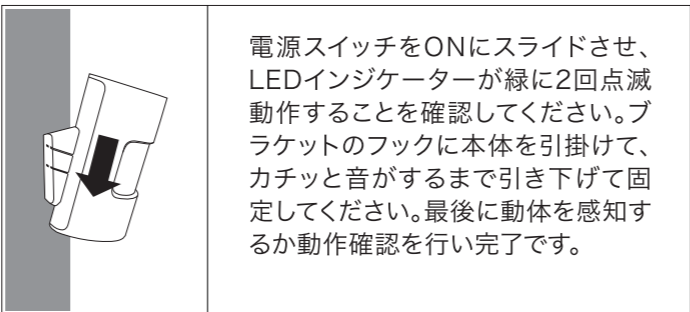 電源スイッチをONにスライドさせ、
LEDインジケーターが緑に2回点滅
動作することを確認してください。ブ
ラケットのフックに本体を引掛けて、
カチッと音がするまで引き下げて固
定してください。最後に動体を感知す
るか動作確認を行い完了です。